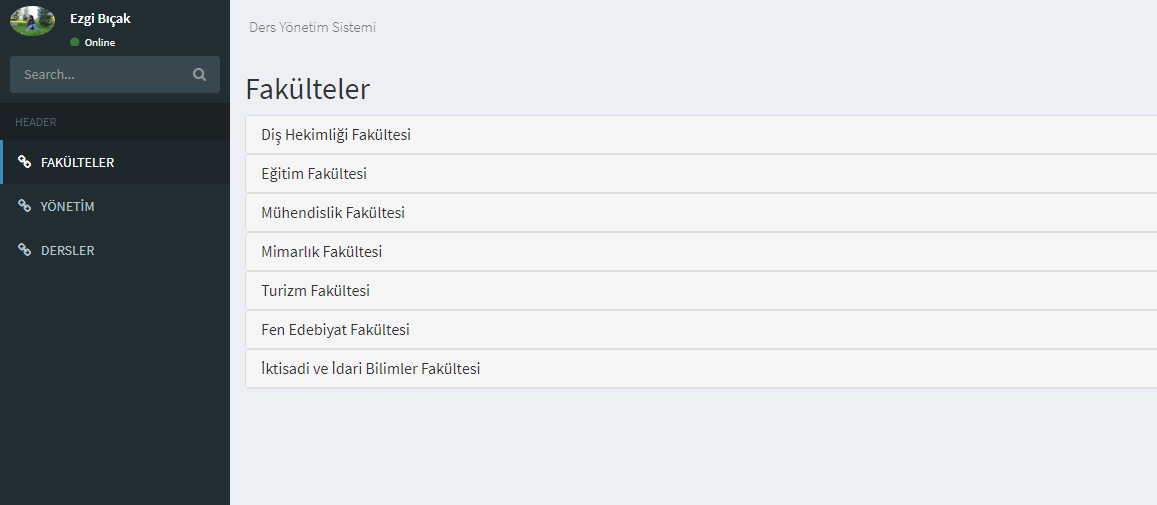 Ezgi Bıçak
Online
Search...
HEADER
FAKÜLTELER
YÖNETİM
DERSLER
Ders Yönetim Sistemi
Fakülteler
Diş Hekimliği Fakültesi
Eğitim Fakültesi
Mühendislik Fakültesi
Mimarlık Fakültesi
Turizm Fakültesi
Fen Edebiyat Fakültesi
İktisadi ve İdari Bilimler Fakültesi